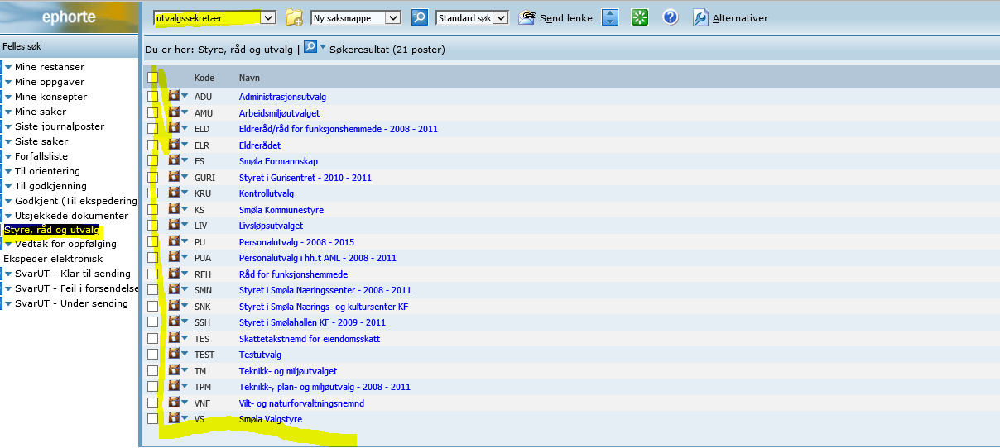 ephorte
utvalgssekretær Ny saksmappe Standard søk Send lenke Alternativer
Felles søk
Du er her: Styre, råd og utvalg | Søkeresultat (21 poster)
Mine restanser
Mine oppgaver
Mine konsepter
Mine saker
Siste journalposter
Siste saker
Forfallsliste
Til orientering
Til godkjenning
Godkjent (Til ekspedering
Utsjekkede dokumenter
Styre, råd og utvalg
Vedtak for oppfølging
Ekspeder elektronisk
SvarUT - Klar til sending
SvarUT - Feil i forsendelse
SvarUT - Under sending
Kode Navn
ADU Administrasjonsutvalg
AMU Arbeidsmiljøutvalget
ELD Eldreråd/råd for funksjonshemmede - 2008 - 2011
ELR Eldrerådet
FS Smøla Formannskap
GURI Styret i Gurisentret - 2010 - 2011
KRU Kontrollutvalg
KS Smøla Kommunestyre
LIV Livsløpsutvalget
PU Personalutvalg - 2008 - 2015
PUA Personalutvalg i hh.t AML - 2008 - 2011
RFH Råd for funksjonshemmede
SMN Styret i Smøla Næringssenter - 2008 - 2011
SNK Styret i Smøla Nærings- og kultursenter KF
SSH Styret i Smølahallen KF - 2009 - 2011
TES Skattetakstnemd for eiendomsskatt
TEST Testutvalg
TM Teknikk- og miljøutvalget
TPM Teknikk-, plan- og miljøutvalg - 2008 - 2011
VNF Vilt- og naturforvaltningsnemnd
VS Smøla Valgstyre